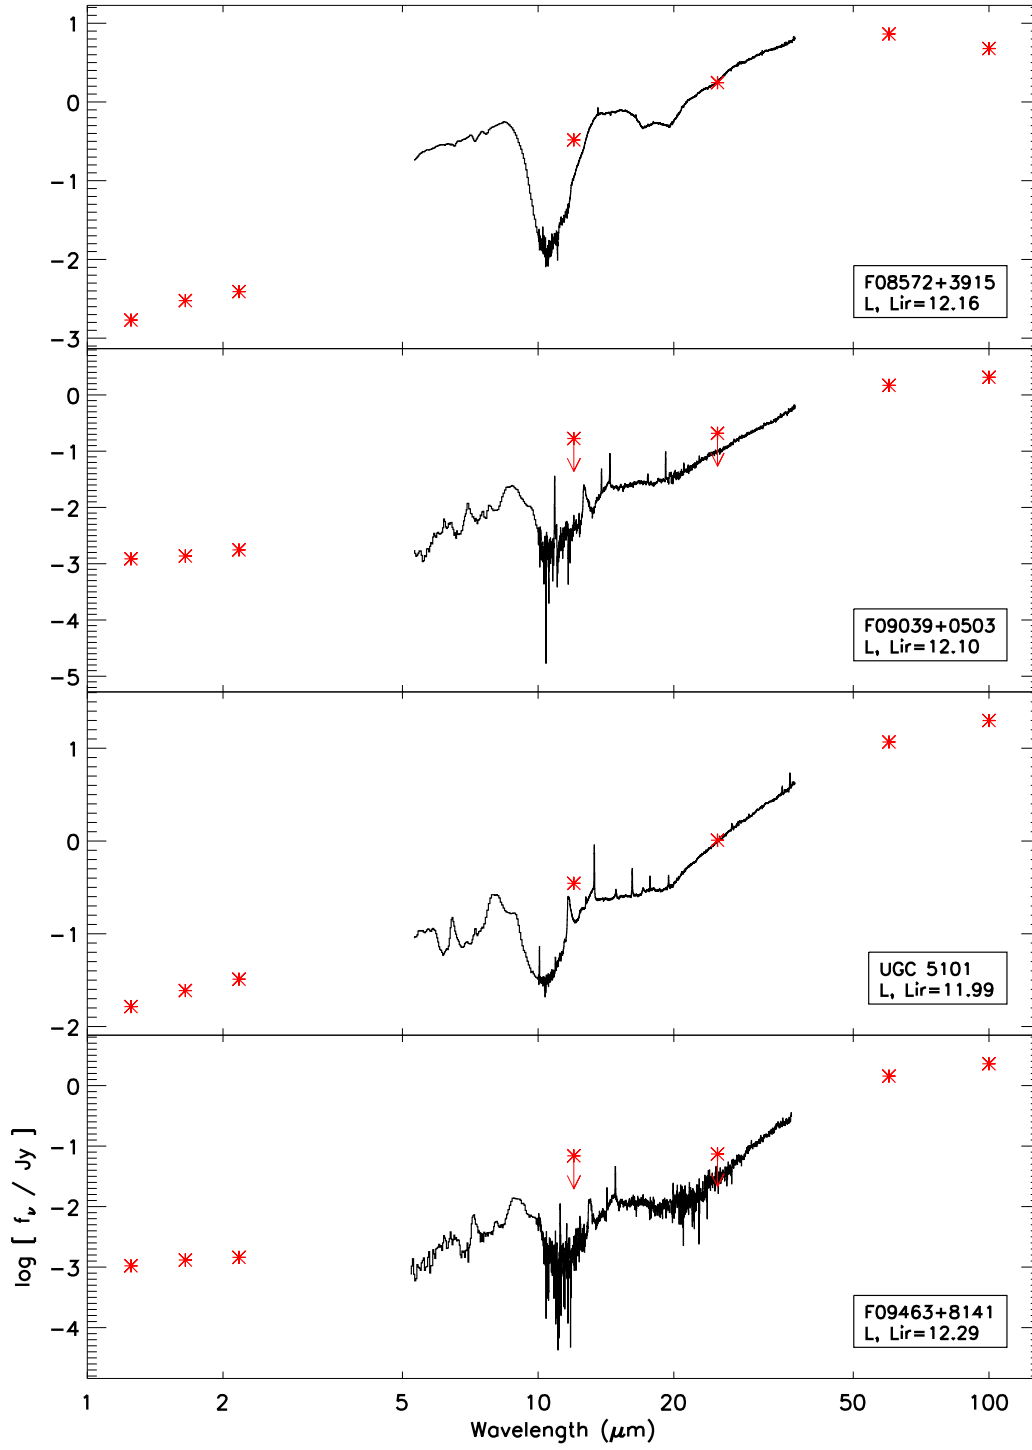 1
0
−1
−2
−3
F08572+3915
L, Lir=12.16
0
−1
−2
−3
−4
−5
F09039+0503
L, Lir=12.10
1
0
−1
−2
UGC 5101
L, Lir=11.99
0
−1
−2
−3
−4
F09463+8141
L, Lir=12.29
log [ fν / Jy ]
1 2 5 10 20 50 100
Wavelength (μm)